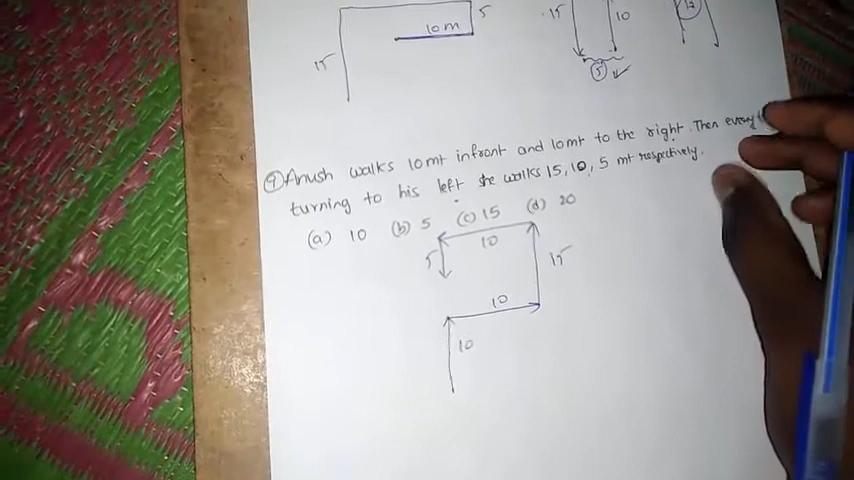 15
10m
5
15
10
5
12
9 Anush walks 10mt infront and 10mt to the right. Then every
turning to his left she walks 15, 10, 5 mt respectively.
(a) 10 (b) 5 (c) 15 (d) 20
5
10
15
10
10